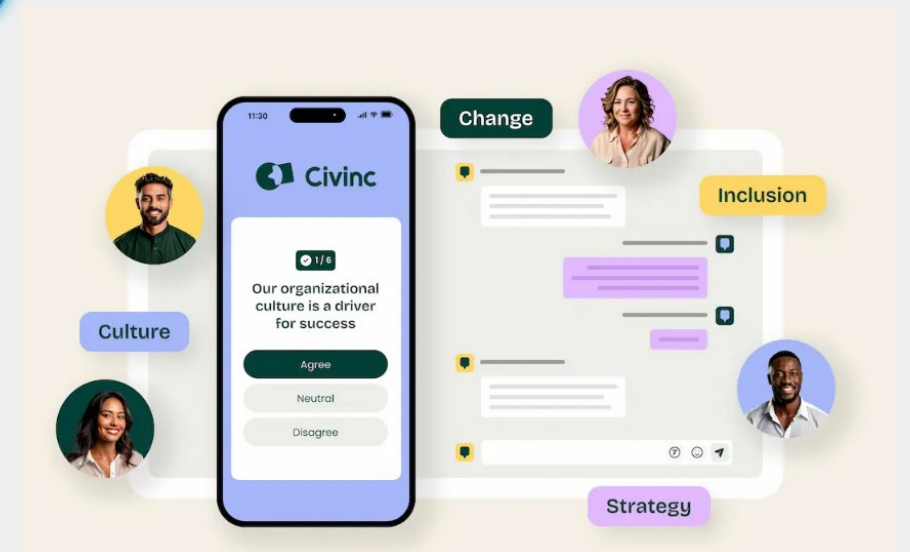 11:30
Civinc
1/6
Our organizational
culture is a driver
for success
Agree
Neutral
Disagree
Change
Inclusion
Culture
Strategy